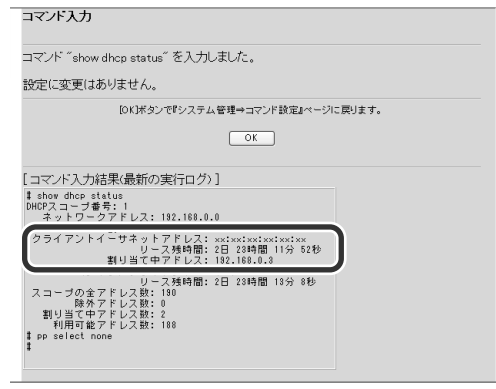 コマンド入力
コマンド "show dhcp status" を入力しました。
設定に変更はありません。
[OK]ボタンで『システム管理⇒コマンド設定』ページに戻ります。
OK
[コマンド入力結果(最新の実行ログ)]
# show dhcp status
DHCPスコープ番号: 1
ネットワークアドレス: 192.168.0.0
クライアントイーサネットアドレス: xx:xx:xx:xx:xx:xx
リース残時間: 2日 23時間 11分 52秒
割り当て中アドレス: 192.168.0.3
リース残時間: 2日 23時間 13分 8秒
スコープの全アドレス数: 190
除外アドレス数: 0
割り当て中アドレス数: 2
利用可能アドレス数: 188
# pp select none
#